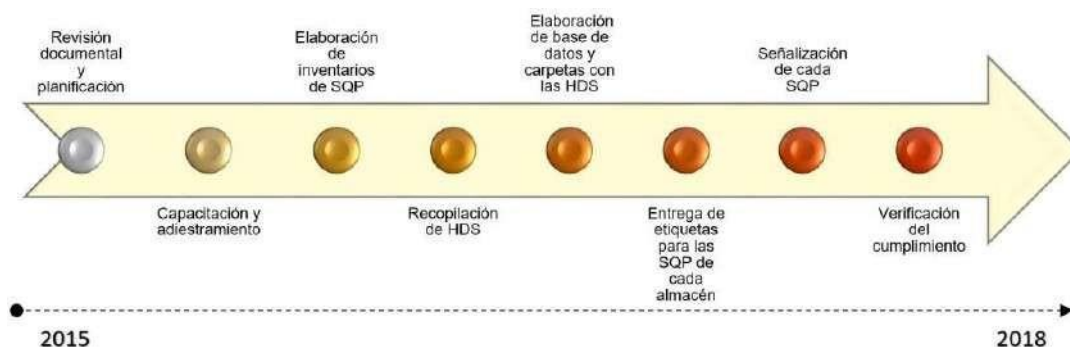 Revisión
documental
y
planificación
Capacitación y
adiestramiento
Elaboración
de
inventarios
de SQP
Recopilación
de HDS
Elaboración
de base de
datos y
carpetas con
las HDS
Entrega de
etiquetas
para las
SQP de
cada
almacén
Señalización
de cada
SQP
Verificación
del
cumplimiento
2015
2018